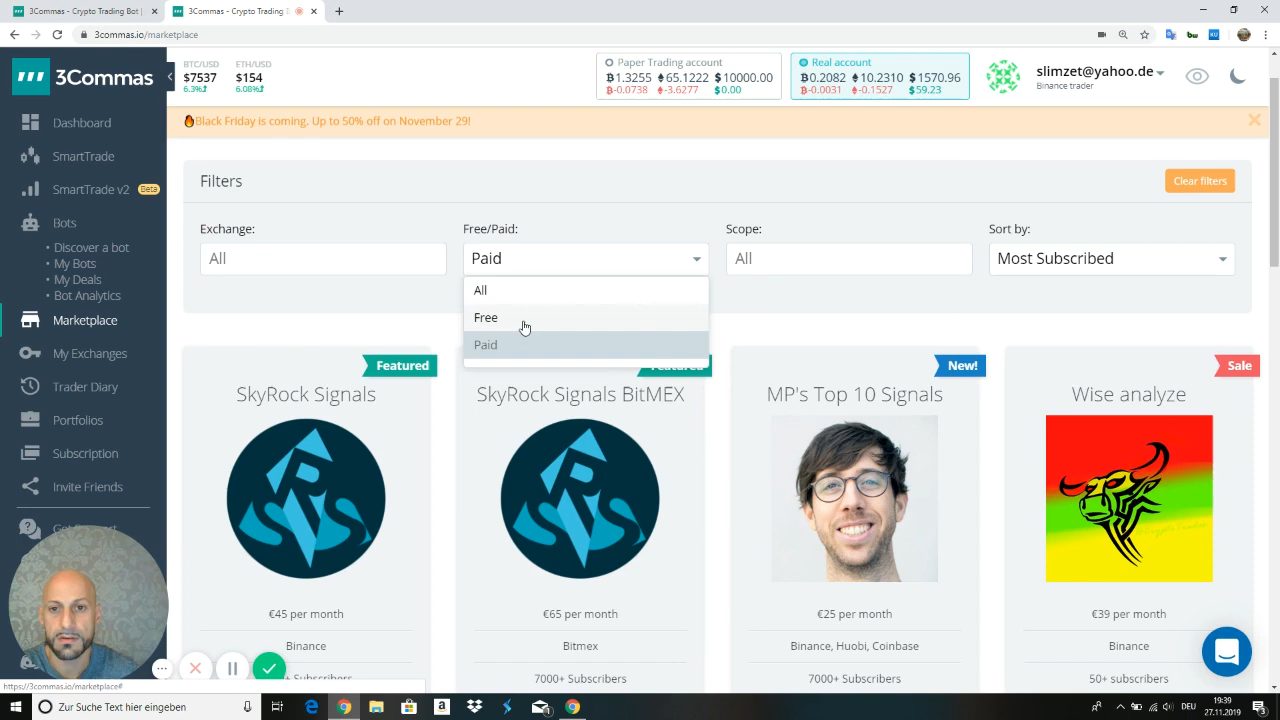 3Commas - Crypto Trading Bot |
3Commas - Crypto Trading
3commas.io/marketplace
3Commas
BTC/USD
$7537
6.3%
ETH/USD
$154
6.08%
Paper Trading account
1.3255 65.1222 $10000.00
-0.0738 -3.6277 $0.00
Real account
0.2082 10.2310 $1570.96
-0.0031 -0.1527 $59.23
slimzet@yahoo.de
Binance trader
Black Friday is coming. Up to 50% off on November 29!
Dashboard
SmartTrade
SmartTrade v2 Beta
Bots
• Discover a bot
• My Bots
• My Deals
• Bot Analytics
Marketplace
My Exchanges
Trader Diary
Portfolios
Subscription
Invite Friends
Filters
Clear filters
Exchange:
All
Free/Paid:
Paid
All
Free
Paid
Scope:
All
Sort by:
Most Subscribed
Featured
SkyRock Signals
€45 per month
Binance
+ Subscribers
Featured
SkyRock Signals BitMEX
€65 per month
Bitmex
7000+ Subscribers
New!
MP's Top 10 Signals
€25 per month
Binance, Huobi, Coinbase
00+ Subscribers
Sale
Wise analyze
€39 per month
Binance
50+ subscribers
https://3commas.io/marketplace#
Zur Suche Text hier eingeben
DEU
19:39
27.11.2019